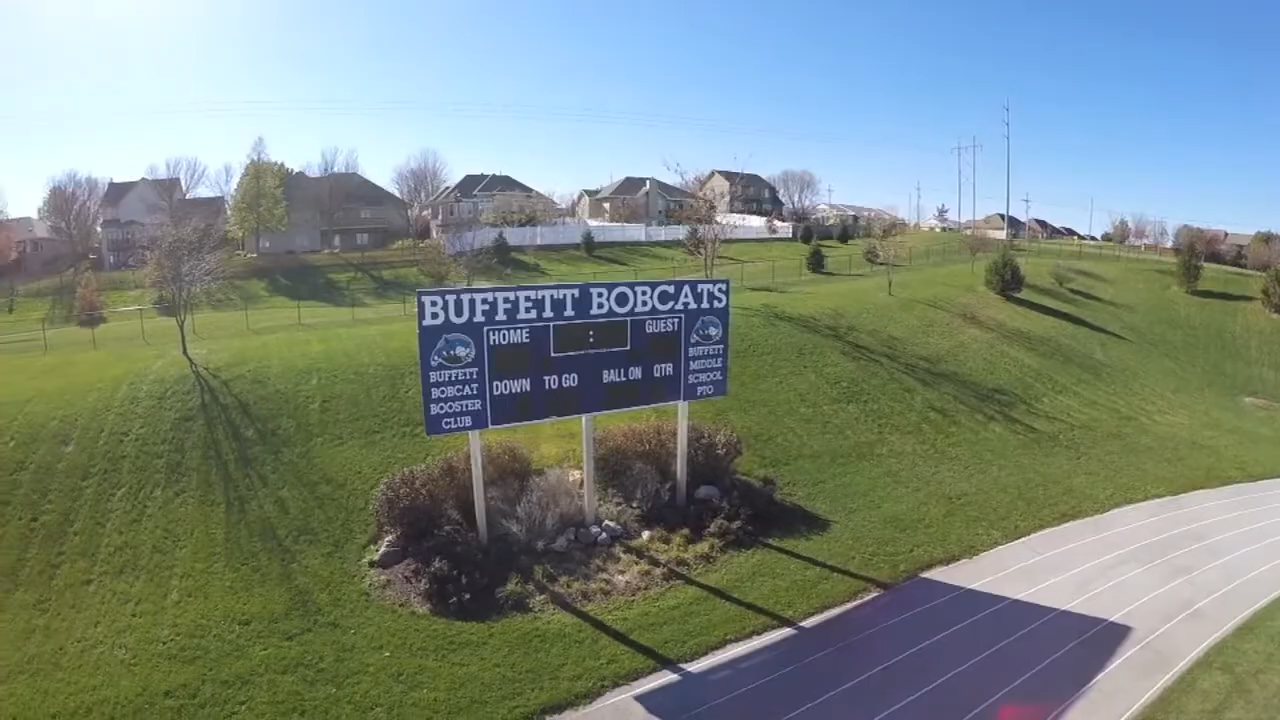 BUFFETT BOBCATS
HOME
:
GUEST
DOWN TO GO BALL ON QTR
BUFFETT
BOBCAT
BOOSTER
CLUB
BUFFETT
MIDDLE
SCHOOL
PTO